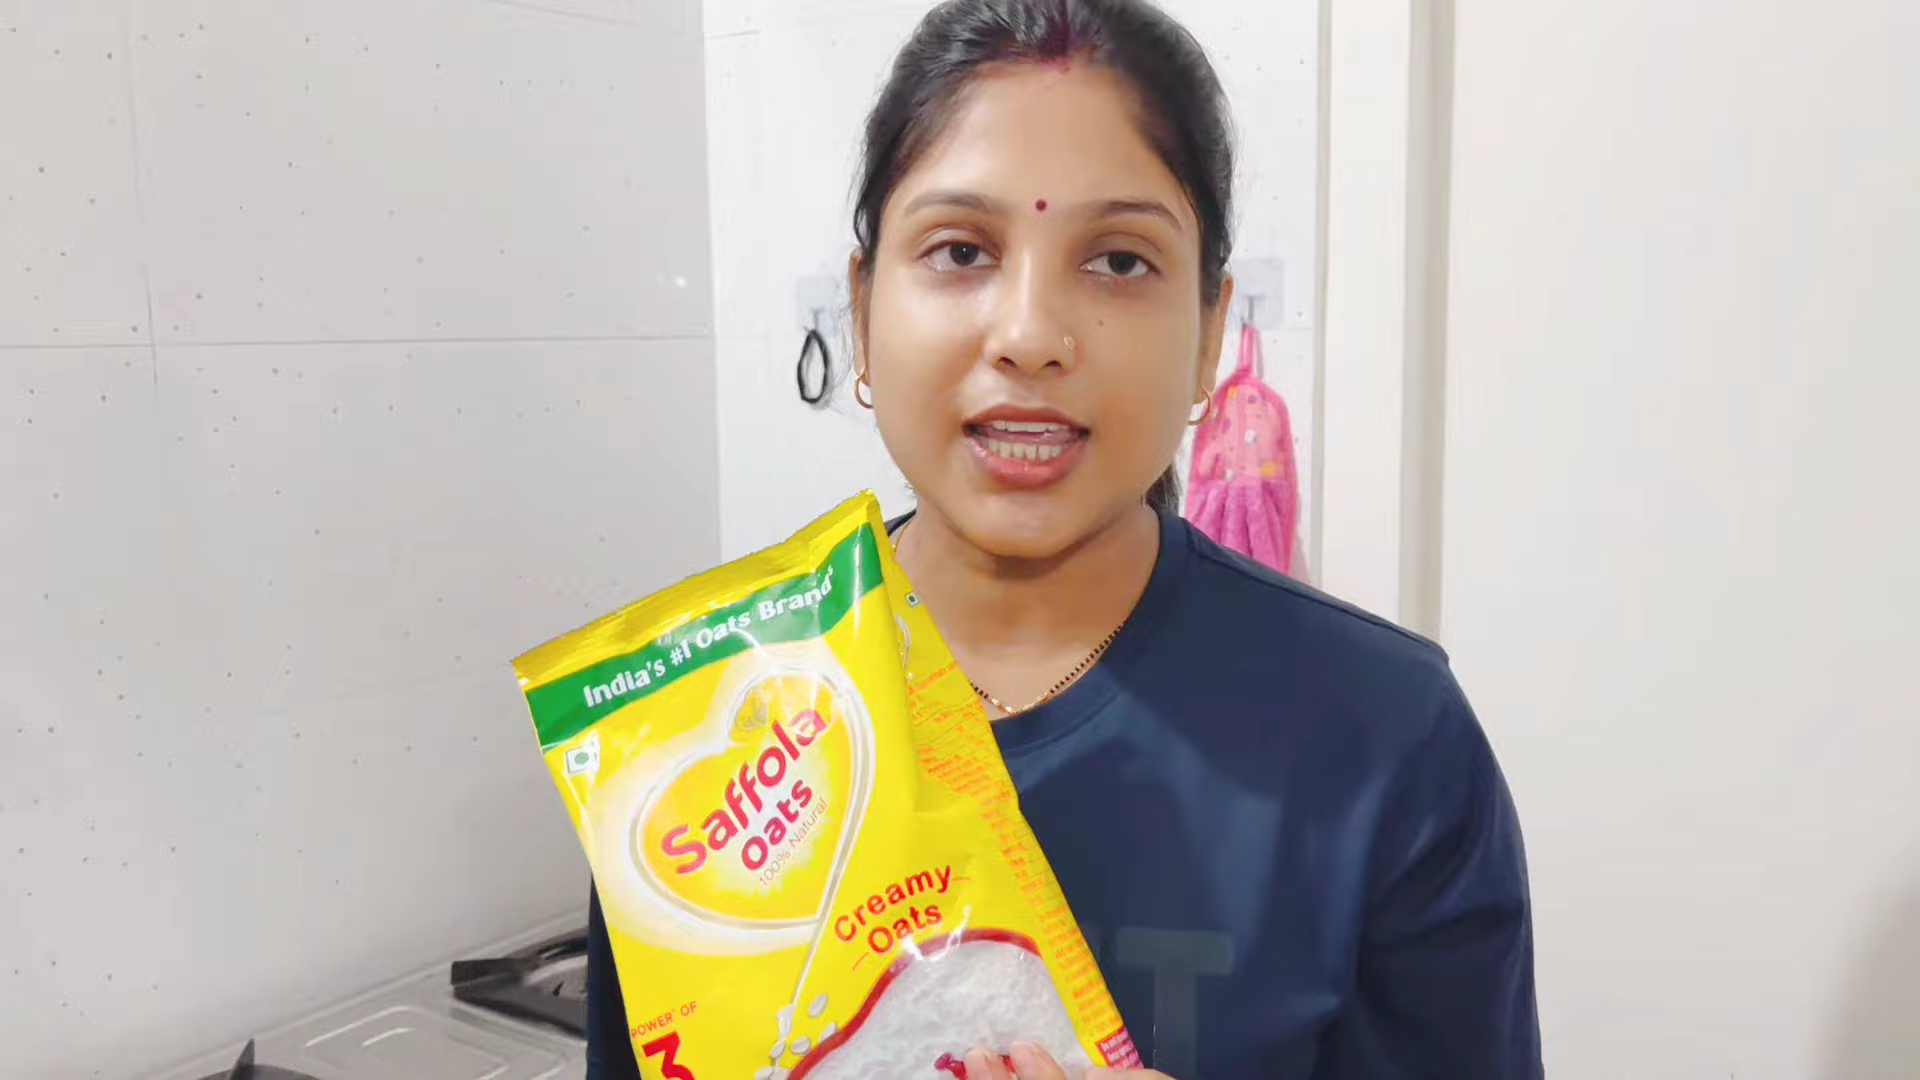 India's #1 Oats Brand
Saffola
Oats
100% Natural
Creamy
Oats
POWER OF
3